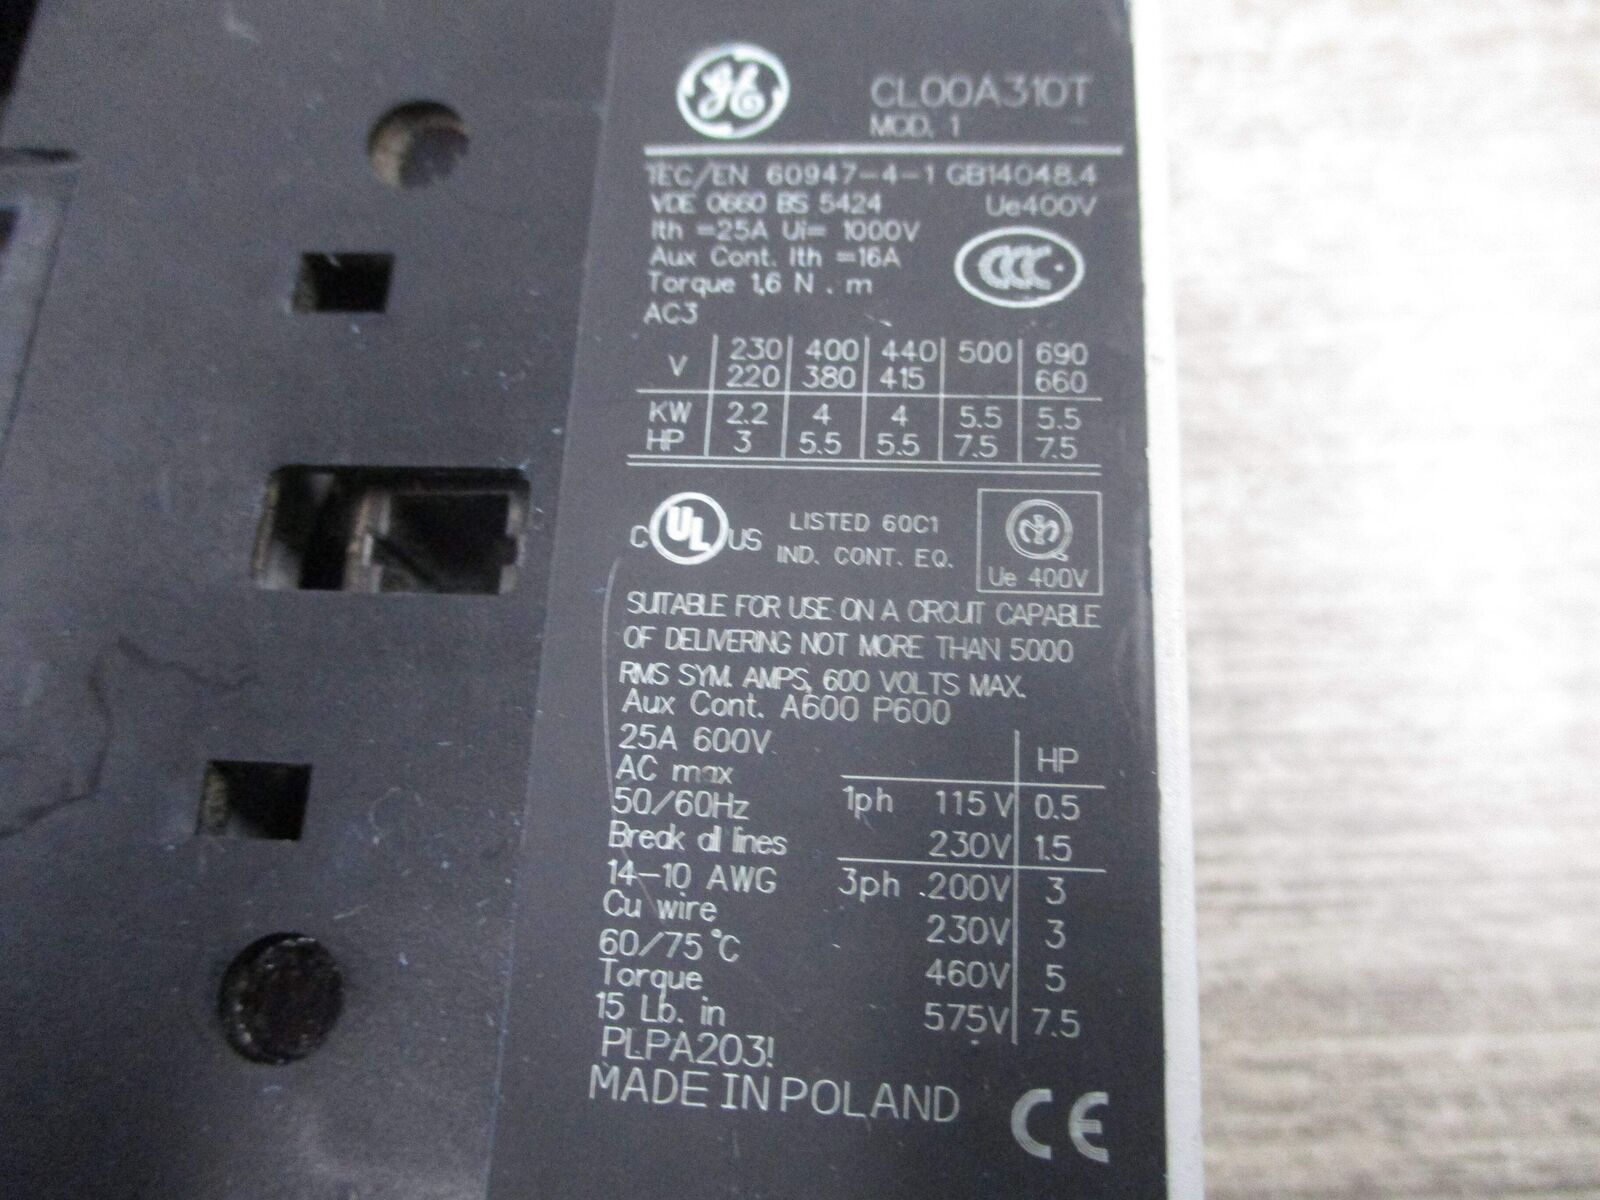 GE CL00A310T
MOD. 1
IEC/EN 60947-4-1 GB14048.4
VDE 0660 BS 5424 Ue400V
Ith =25A Ui= 1000V
Aux Cont. Ith =16A
CCC
Torque 1,6 N . m
AC3
V 230 400 440 500 690
220 380 415 660
KW 2.2 4 4 5.5 5.5
HP 3 5.5 5.5 7.5 7.5
C UL US LISTED 60C1
IND. CONT. EQ.
Ue 400V
SUITABLE FOR USE ON A CIRCUIT CAPABLE
OF DELIVERING NOT MORE THAN 5000
RMS SYM. AMPS, 600 VOLTS MAX.
Aux Cont. A600 P600
25A 600V
HP
AC max
50/60Hz 1ph 115V 0.5
Break all lines 230V 1.5
14-10 AWG 3ph .200V 3
Cu wire 230V 3
60/75 °C 460V 5
Torque
15 Lb. in 575V 7.5
PLPA203!
MADE IN POLAND CE